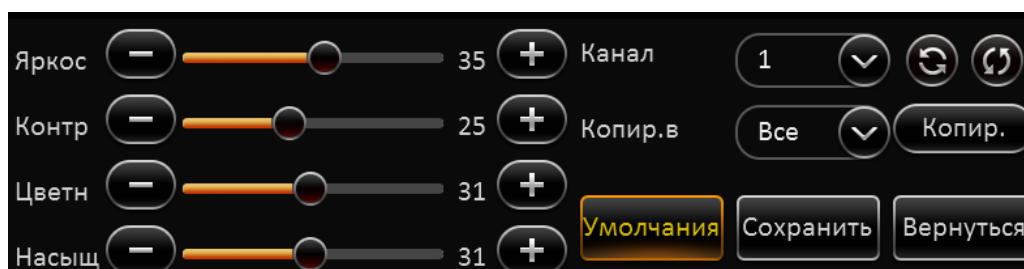 Яркос 35 Канал 1
Контр 25 Копир.в Все Копир.
Цветн 31
Умолчания Сохранить Вернуться
Насыщ 31